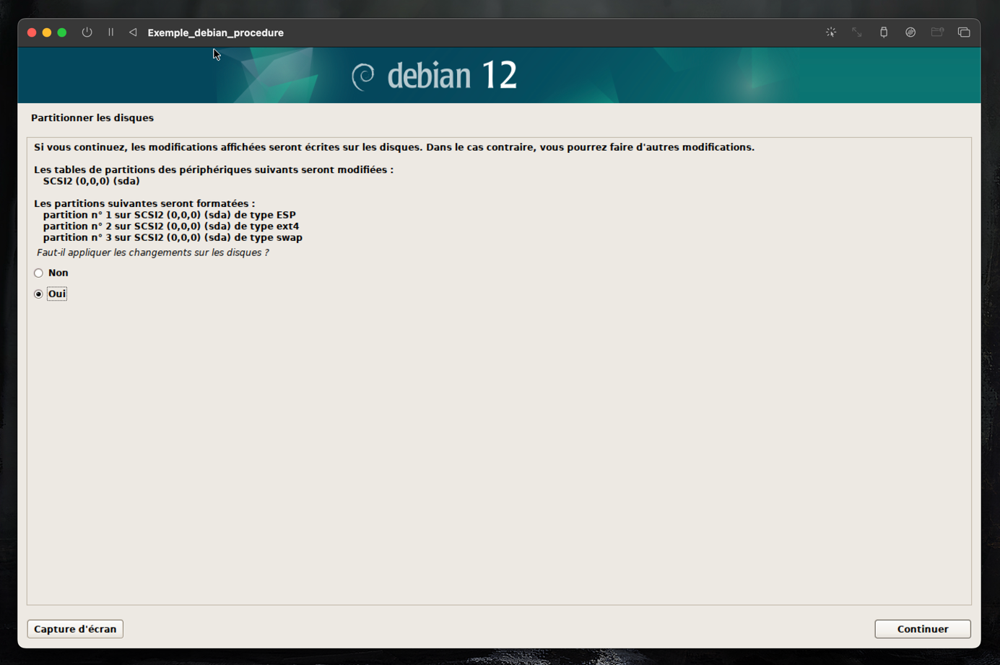 Exemple_debian_procedure
debian 12
Partitionner les disques
Si vous continuez, les modifications affichées seront écrites sur les disques. Dans le cas contraire, vous pourrez faire d'autres modifications.
Les tables de partitions des périphériques suivants seront modifiées :
SCSI2 (0,0,0) (sda)
Les partitions suivantes seront formatées :
partition n° 1 sur SCSI2 (0,0,0) (sda) de type ESP
partition n° 2 sur SCSI2 (0,0,0) (sda) de type ext4
partition n° 3 sur SCSI2 (0,0,0) (sda) de type swap
Faut-il appliquer les changements sur les disques ?
Non
Oui
Capture d'écran
Continuer